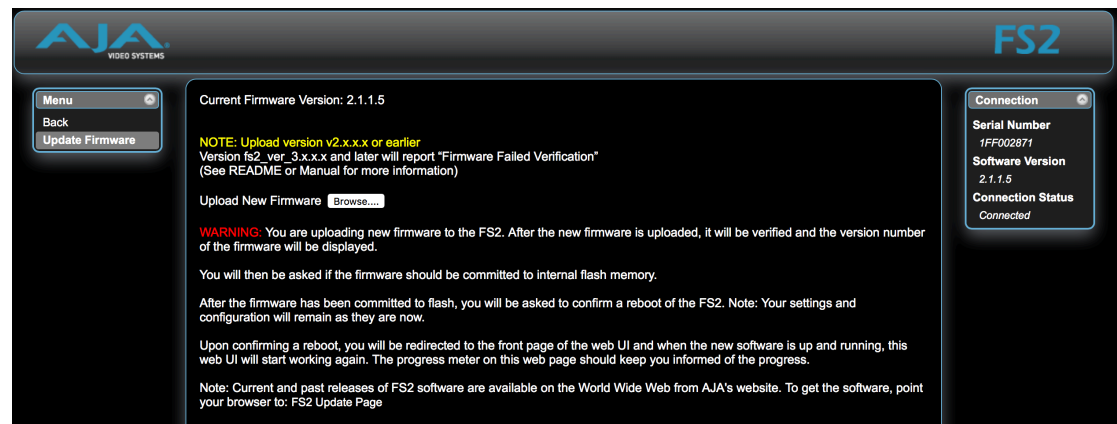 AJA
VIDEO SYSTEMS
FS2
Menu
Back
Update Firmware
Current Firmware Version: 2.1.1.5
NOTE: Upload version v2.x.x.x or earlier
Version fs2_ver_3.x.x.x and later will report “Firmware Failed Verification”
(See README or Manual for more information)
Upload New Firmware Browse....
WARNING: You are uploading new firmware to the FS2. After the new firmware is uploaded, it will be verified and the version number
of the firmware will be displayed.
You will then be asked if the firmware should be committed to internal flash memory.
After the firmware has been committed to flash, you will be asked to confirm a reboot of the FS2. Note: Your settings and
configuration will remain as they are now.
Upon confirming a reboot, you will be redirected to the front page of the web UI and when the new software is up and running, this
web UI will start working again. The progress meter on this web page should keep you informed of the progress.
Note: Current and past releases of FS2 software are available on the World Wide Web from AJA's website. To get the software, point
your browser to: FS2 Update Page
Connection
Serial Number
1FF002871
Software Version
2.1.1.5
Connection Status
Connected